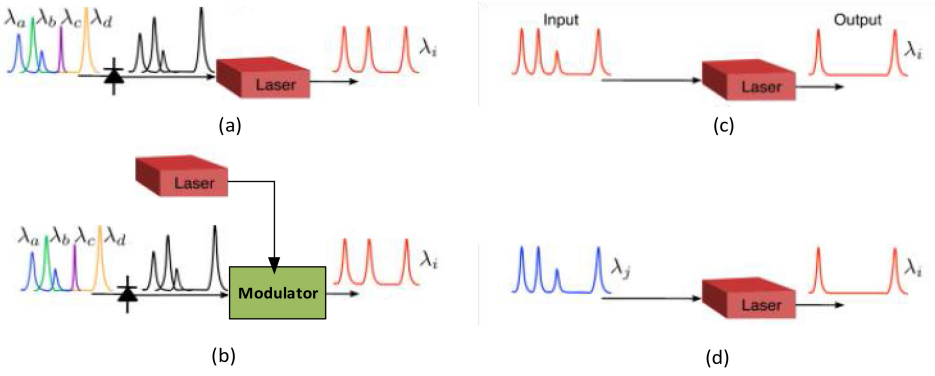 λa λb λc λd
λi
Laser
(a)
Input
Output
λi
Laser
(c)
Laser
λa λb λc λd
λi
Modulator
(b)
λj
λi
Laser
(d)